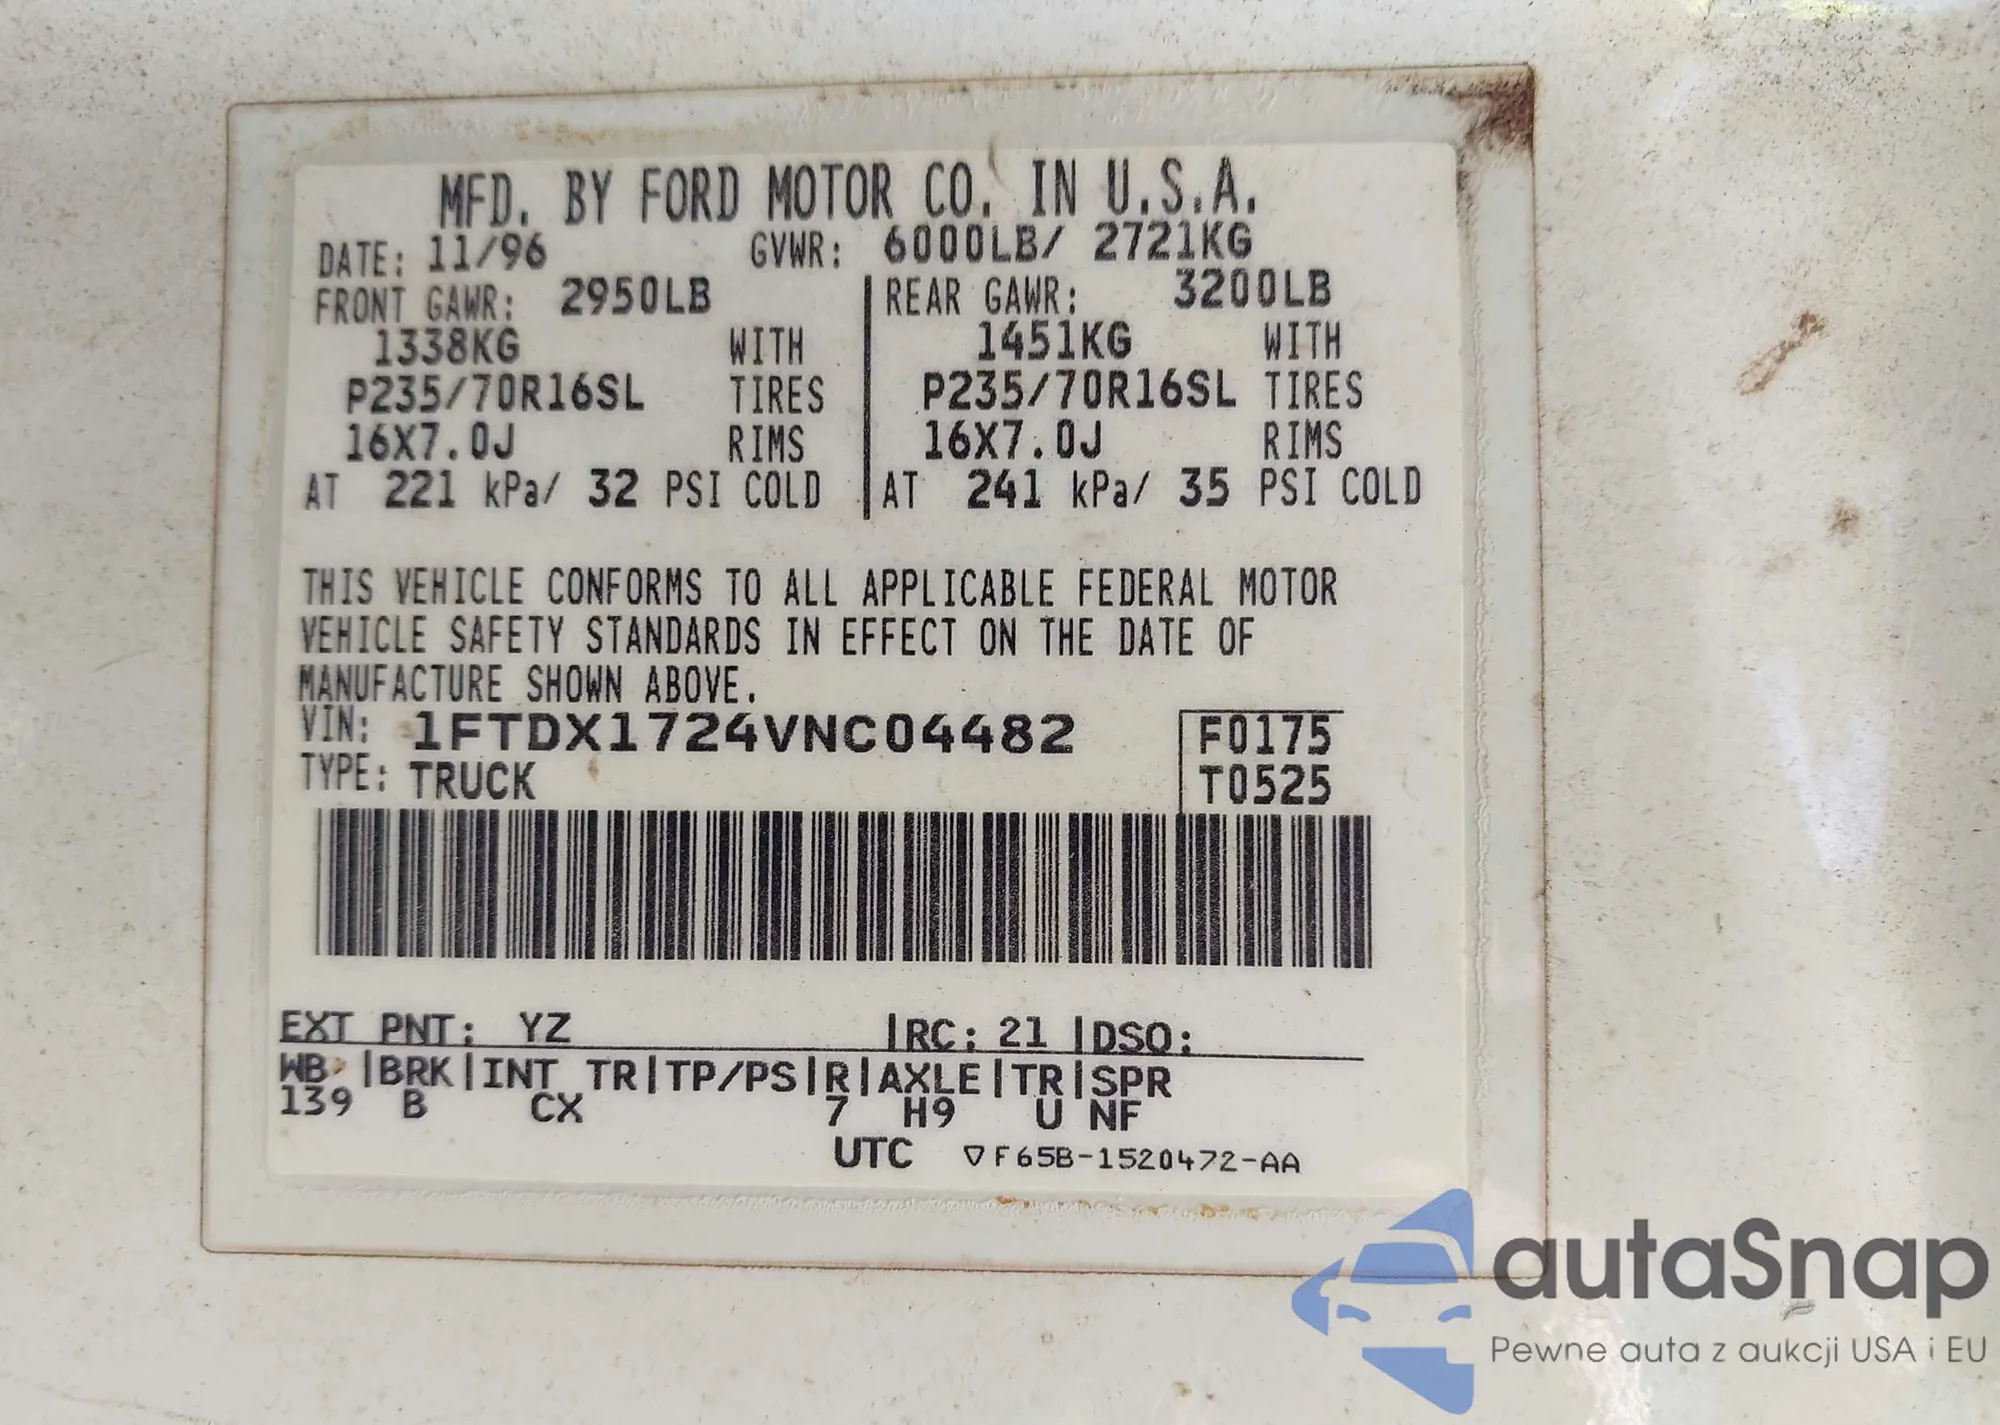 MFD. BY FORD MOTOR CO. IN U.S.A.
DATE: 11/96 GVWR: 6000LB/ 2721KG
FRONT GAWR: 2950LB REAR GAWR: 3200LB
1338KG WITH 1451KG WITH
P235/70R16SL TIRES P235/70R16SL TIRES
16X7.0J RIMS 16X7.0J RIMS
AT 221 kPa/ 32 PSI COLD AT 241 kPa/ 35 PSI COLD
THIS VEHICLE CONFORMS TO ALL APPLICABLE FEDERAL MOTOR
VEHICLE SAFETY STANDARDS IN EFFECT ON THE DATE OF
MANUFACTURE SHOWN ABOVE.
VIN: 1FTDX1724VNC04482 F0175
TYPE: TRUCK T0525
EXT PNT: YZ |RC: 21 |DSO:
WB |BRK|INT TR|TP/PS|R|AXLE|TR|SPR
139 B CX 7 H9 U NF
UTC ▽F65B-1520472-AA
autaSnap
Pewne auta z aukcji USA i EU